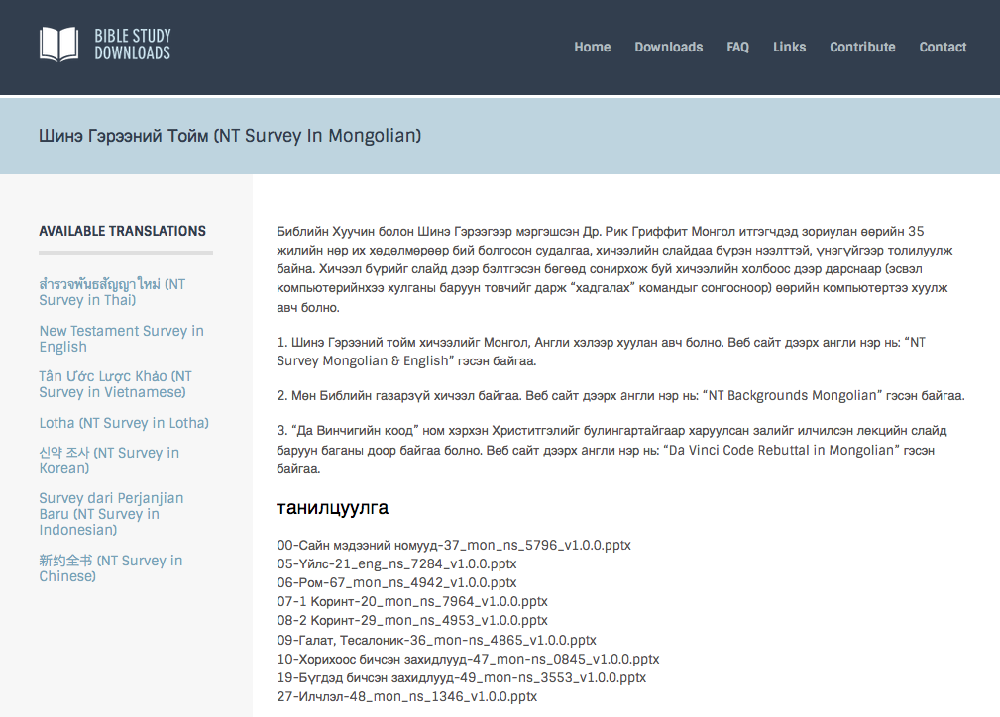 BIBLE STUDY
DOWNLOADS
Home Downloads FAQ Links Contribute Contact
Шинэ Гэрээний Тойм (NT Survey In Mongolian)
AVAILABLE TRANSLATIONS
สำรวจพันธสัญญาใหม่ (NT
Survey in Thai)
New Testament Survey in
English
Tân Ước Lược Khảo (NT
Survey in Vietnamese)
Lotha (NT Survey in Lotha)
신약 조사 (NT Survey in
Korean)
Survey dari Perjanjian
Baru (NT Survey in
Indonesian)
新约全书 (NT Survey in
Chinese)
Библийн Хуучин болон Шинэ Гэрээгээр мэргэшсэн Др. Рик Гриффит Монгол итгэгчдэд зориулан өөрийн 35
жилийн нөр их хөдөлмөрөөр бий болгосон судалгаа, хичээлийн слайдаа бүрэн нээлттэй, үнэгүйгээр толилуулж
байна. Хичээл бүрийг слайд дээр бэлтгэсэн бөгөөд сонирхож буй хичээлийн холбоос дээр дарснаар (эсвэл
компьютерийнхээ хулганы баруун товчийг дарж “хадгалах” командыг сонгосноор) өөрийн компьютертээ хуулж
авч болно.
1. Шинэ Гэрээний тойм хичээлийг Монгол, Англи хэлээр хуулан авч болно. Веб сайт дээрх англи нэр нь: “NT
Survey Mongolian & English” гэсэн байгаа.
2. Мөн Библийн газарзүй хичээл байгаа. Веб сайт дээрх англи нэр нь: “NT Backgrounds Mongolian” гэсэн байгаа.
3. “Да Винчигийн коод” ном хэрхэн Христитгэлийг булингартайгаар харуулсан залийг илчилсэн лекцийн слайд
баруун баганы доор байгаа болно. Веб сайт дээрх англи нэр нь: “Da Vinci Code Rebuttal in Mongolian” гэсэн
байгаа.
танилцуулга
00-Сайн мэдээний номууд-37_mon_ns_5796_v1.0.0.pptx
05-Үйлс-21_eng_ns_7284_v1.0.0.pptx
06-Ром-67_mon_ns_4942_v1.0.0.pptx
07-1 Коринт-20_mon_ns_7964_v1.0.0.pptx
08-2 Коринт-29_mon_ns_4953_v1.0.0.pptx
09-Галат, Тесалоник-36_mon-ns_4865_v1.0.0.pptx
10-Хорихоос бичсэн захидлууд-47_mon-ns_0845_v1.0.0.pptx
19-Бүгдэд бичсэн захидлууд-49_mon-ns_3553_v1.0.0.pptx
27-Илчлэл-48_mon_ns_1346_v1.0.0.pptx